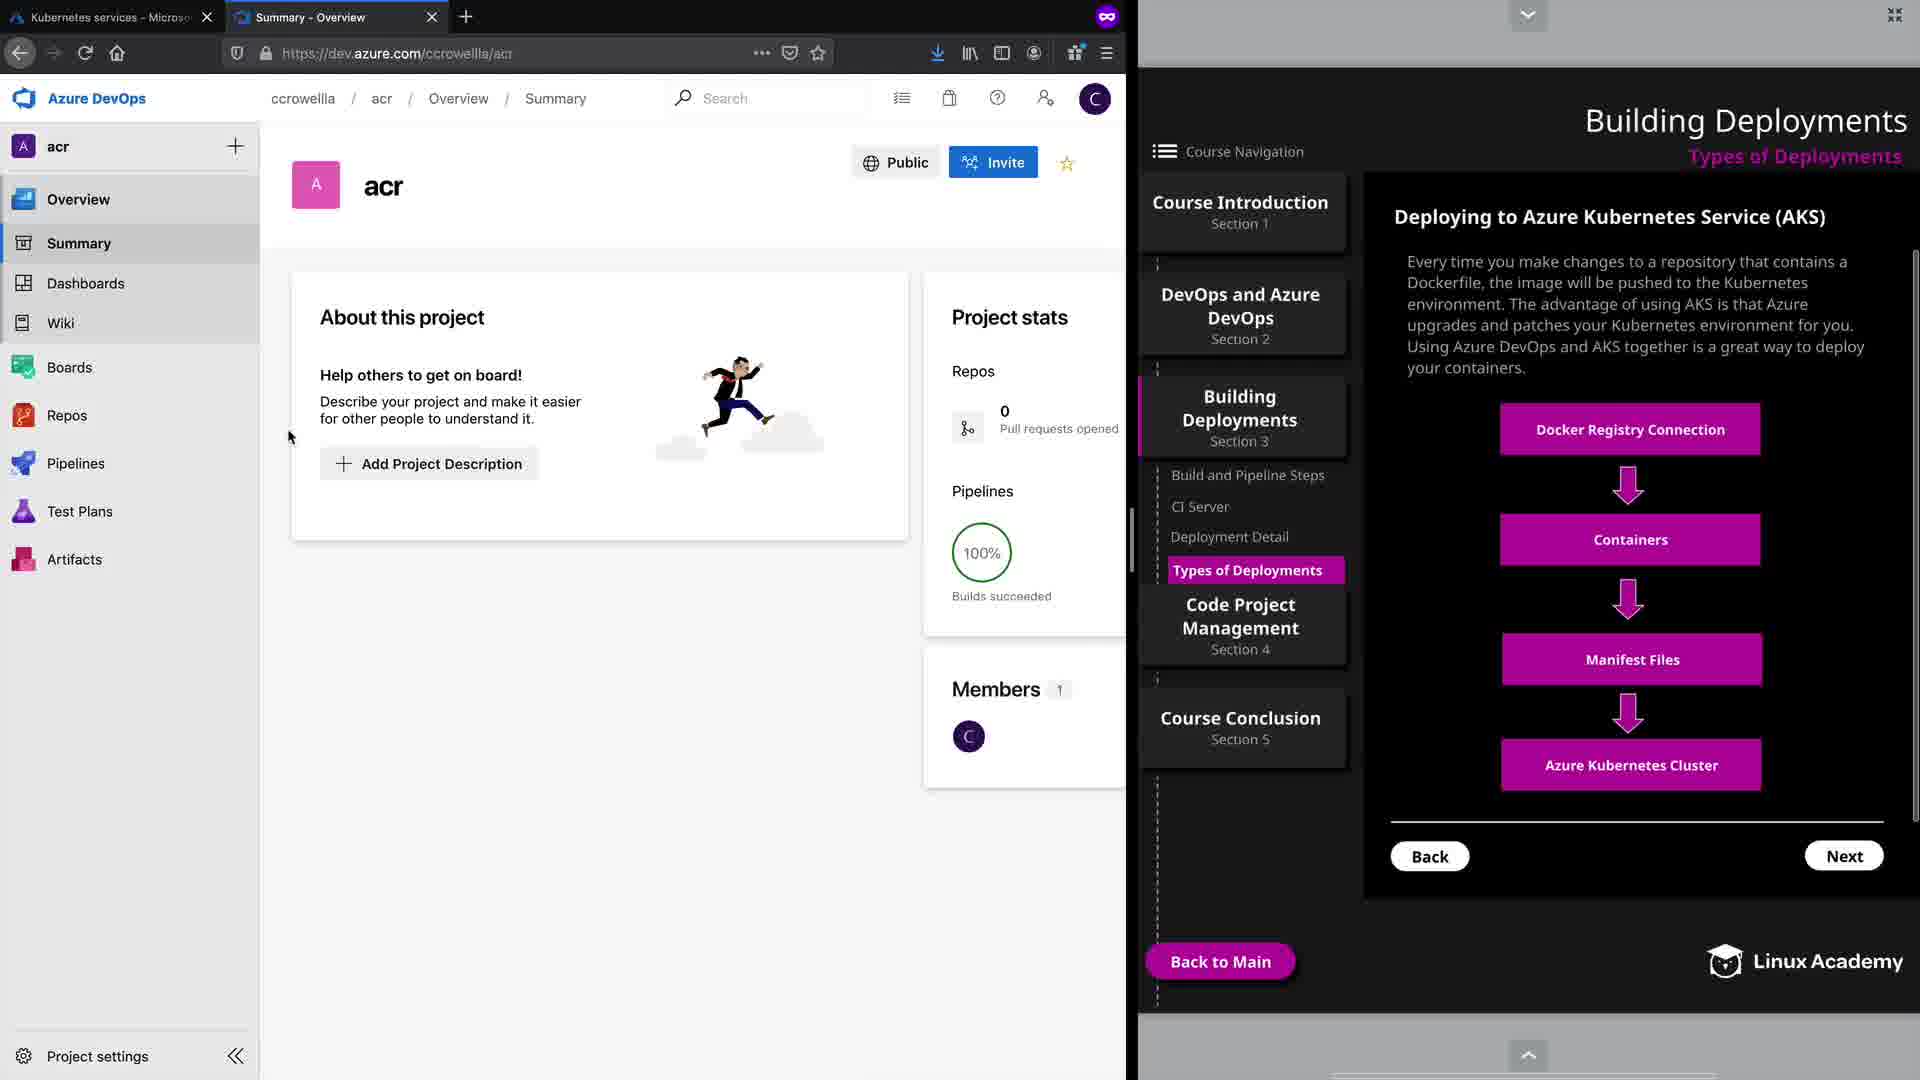 Kubernetes services - Micros
Summary - Overview
https://dev.azure.com/ccrowellla/acr
Azure DevOps
ccrowellla / acr / Overview / Summary
Search
C
A
acr
Overview
Summary
Dashboards
Wiki
Boards
Repos
Pipelines
Test Plans
Artifacts
Project settings
A
acr
Public
Invite
About this project
Help others to get on board!
Describe your project and make it easier
for other people to understand it.
Add Project Description
Project stats
Repos
0
Pull requests opened
Pipelines
100%
Builds succeeded
Members 1
C
Building Deployments
Types of Deployments
Course Navigation
Course Introduction
Section 1
DevOps and Azure
DevOps
Section 2
Building
Deployments
Section 3
Build and Pipeline Steps
CI Server
Deployment Detail
Types of Deployments
Code Project
Management
Section 4
Course Conclusion
Section 5
Back to Main
Deploying to Azure Kubernetes Service (AKS)
Every time you make changes to a repository that contains a
Dockerfile, the image will be pushed to the Kubernetes
environment. The advantage of using AKS is that Azure
upgrades and patches your Kubernetes environment for you.
Using Azure DevOps and AKS together is a great way to deploy
your containers.
Docker Registry Connection
Containers
Manifest Files
Azure Kubernetes Cluster
Back
Next
Linux Academy